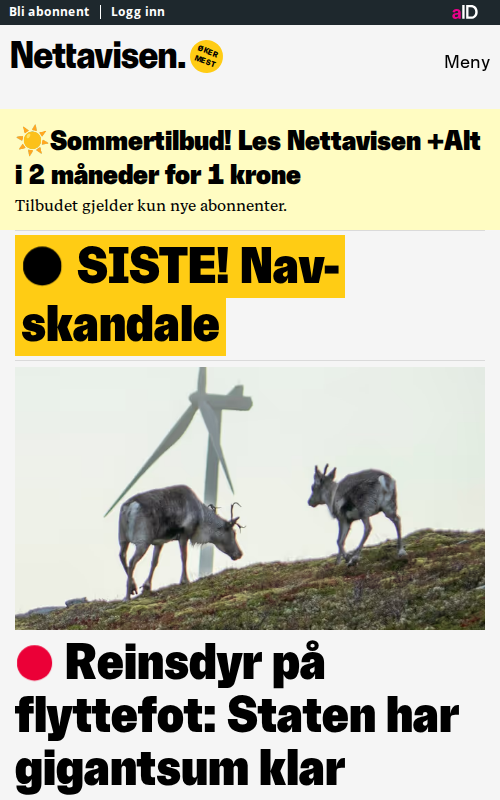 Bli abonnent | Logg inn
aID
Nettavisen.
ØKER
MEST
Meny
☀️Sommertilbud! Les Nettavisen +Alt
i 2 måneder for 1 krone
Tilbudet gjelder kun nye abonnenter.
SISTE! Nav-
skandale
Reinsdyr på
flyttefot: Staten har
gigantsum klar